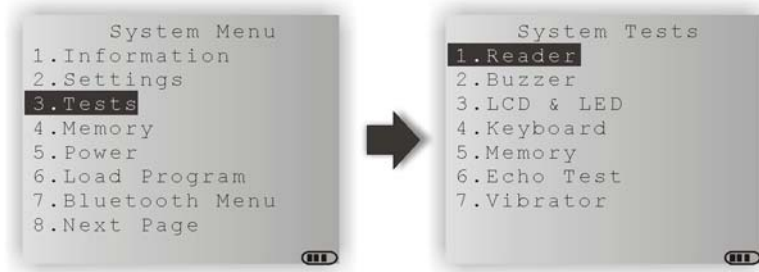 System Menu
1.Information
2.Settings
3.Tests
4.Memory
5.Power
6.Load Program
7.Bluetooth Menu
8.Next Page
System Tests
1.Reader
2.Buzzer
3.LCD & LED
4.Keyboard
5.Memory
6.Echo Test
7.Vibrator